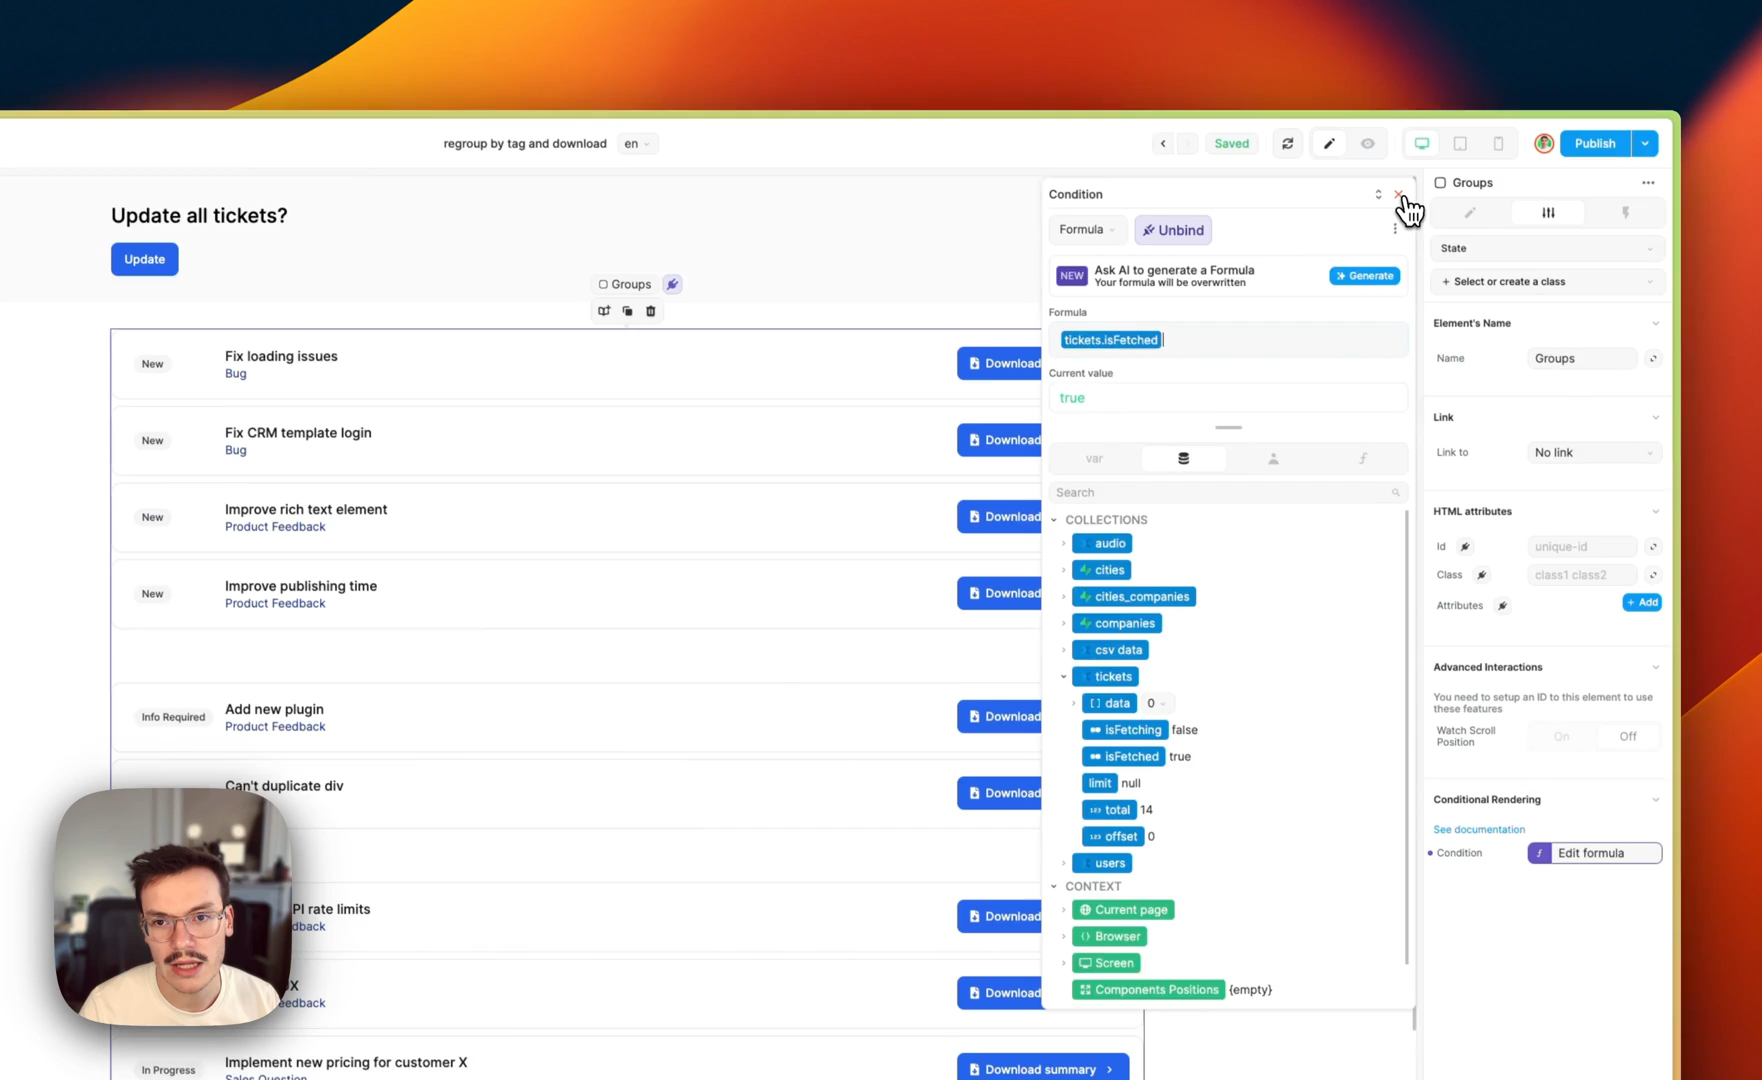 regroup by tag and download
en
Saved
Publish
Update all tickets?
Update
Groups
New
Fix loading issues
Bug
Download
New
Fix CRM template login
Bug
Download
New
Improve rich text element
Product Feedback
Download
New
Improve publishing time
Product Feedback
Download
Info Required
Add new plugin
Product Feedback
Download
Can't duplicate div
Download
PI rate limits
dback
Download
X
eedback
Download
In Progress
Implement new pricing for customer X
Sales Question
Download summary
Condition
Formula
Unbind
NEW
Ask AI to generate a Formula
Your formula will be overwritten
Generate
Formula
tickets.isFetched
Current value
true
var
Search
COLLECTIONS
audio
cities
cities_companies
companies
csv data
tickets
[ ] data 0
isFetching false
isFetched true
limit null
123 total 14
123 offset 0
users
CONTEXT
Current page
Browser
Screen
Components Positions {empty}
Groups
State
+ Select or create a class
Element's Name
Name
Groups
Link
Link to
No link
HTML attributes
Id
unique-id
Class
class1 class2
Attributes
+ Add
Advanced Interactions
You need to setup an ID to this element to use
these features
Watch Scroll
Position
On
Off
Conditional Rendering
See documentation
Condition
Edit formula